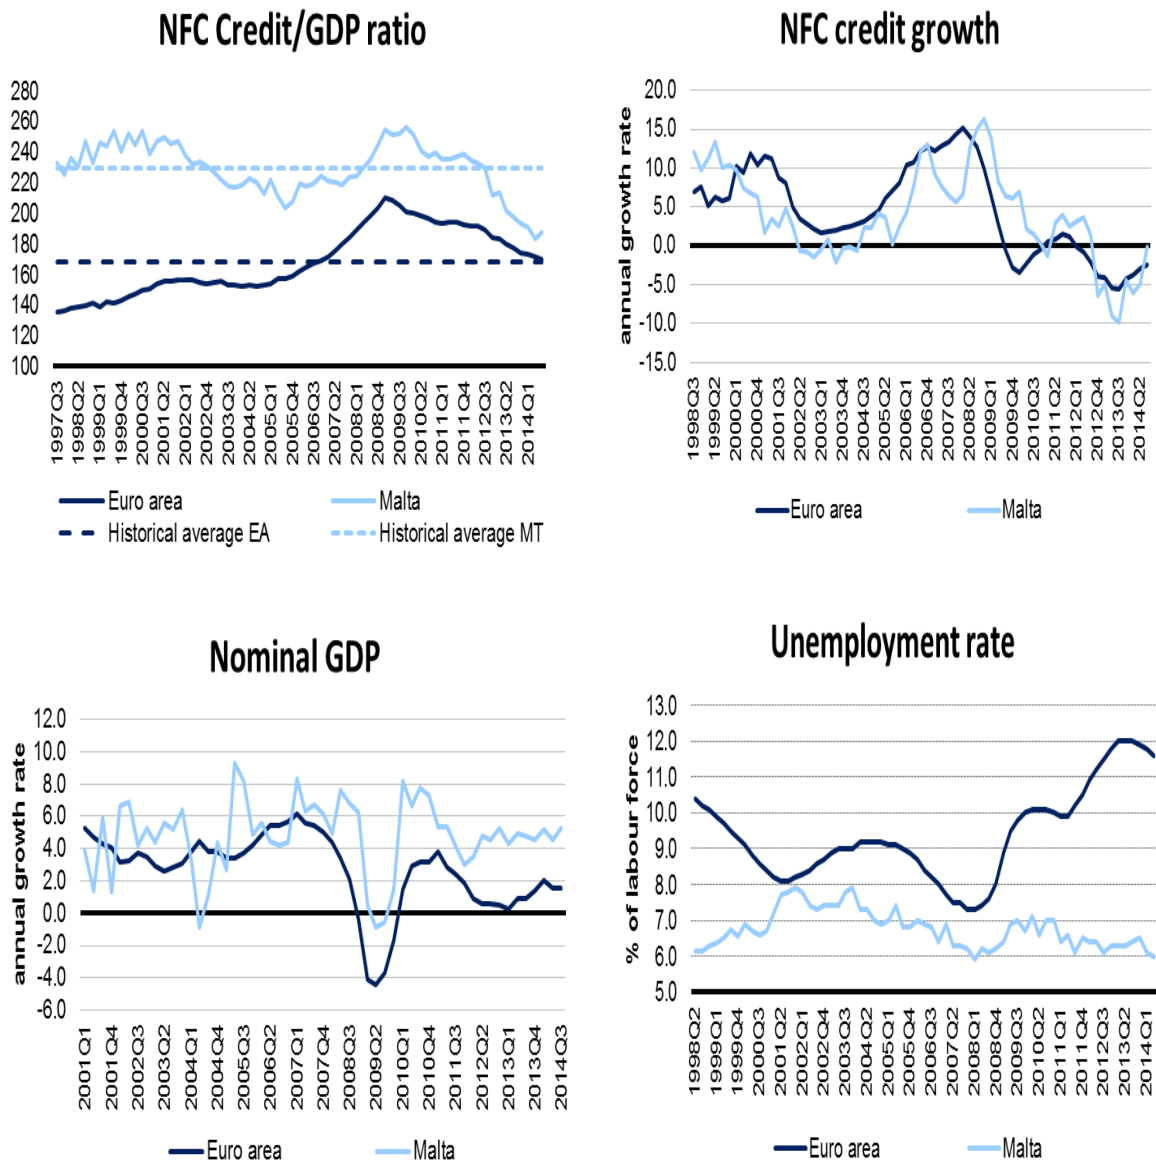 NFC Credit/GDP ratio
280
260
240
220
200
180
160
140
120
100
1997Q3
1998Q2
1999Q1
1999Q4
2000Q3
2001Q2
2002Q1
2002Q4
2003Q3
2004Q2
2005Q1
2005Q4
2006Q3
2007Q2
2008Q1
2008Q4
2009Q3
2010Q2
2011Q1
2011Q4
2012Q3
2013Q2
2014Q1
Euro area
Malta
Historical average EA
Historical average MT
NFC credit growth
annual growth rate
20.0
15.0
10.0
5.0
0.0
-5.0
-10.0
-15.0
1998Q3
1999Q2
2000Q1
2000Q4
2001Q3
2002Q2
2003Q1
2003Q4
2004Q3
2005Q2
2006Q1
2006Q4
2007Q3
2008Q2
2009Q1
2009Q4
2010Q3
2011Q2
2012Q1
2012Q4
2013Q3
2014Q2
Euro area
Malta
Nominal GDP
annual growth rate
12.0
10.0
8.0
6.0
4.0
2.0
0.0
-2.0
-4.0
-6.0
2001Q1
2001Q4
2002Q3
2003Q2
2004Q1
2004Q4
2005Q3
2006Q2
2007Q1
2007Q4
2008Q3
2009Q2
2010Q1
2010Q4
2011Q3
2012Q2
2013Q1
2013Q4
2014Q3
Euro area
Malta
Unemployment rate
% of labour force
13.0
12.0
11.0
10.0
9.0
8.0
7.0
6.0
5.0
1998Q2
1999Q1
1999Q4
2000Q3
2001Q2
2002Q1
2002Q4
2003Q3
2004Q2
2005Q1
2005Q4
2006Q3
2007Q2
2008Q1
2008Q4
2009Q3
2010Q2
2011Q1
2011Q4
2012Q3
2013Q2
2014Q1
Euro area
Malta